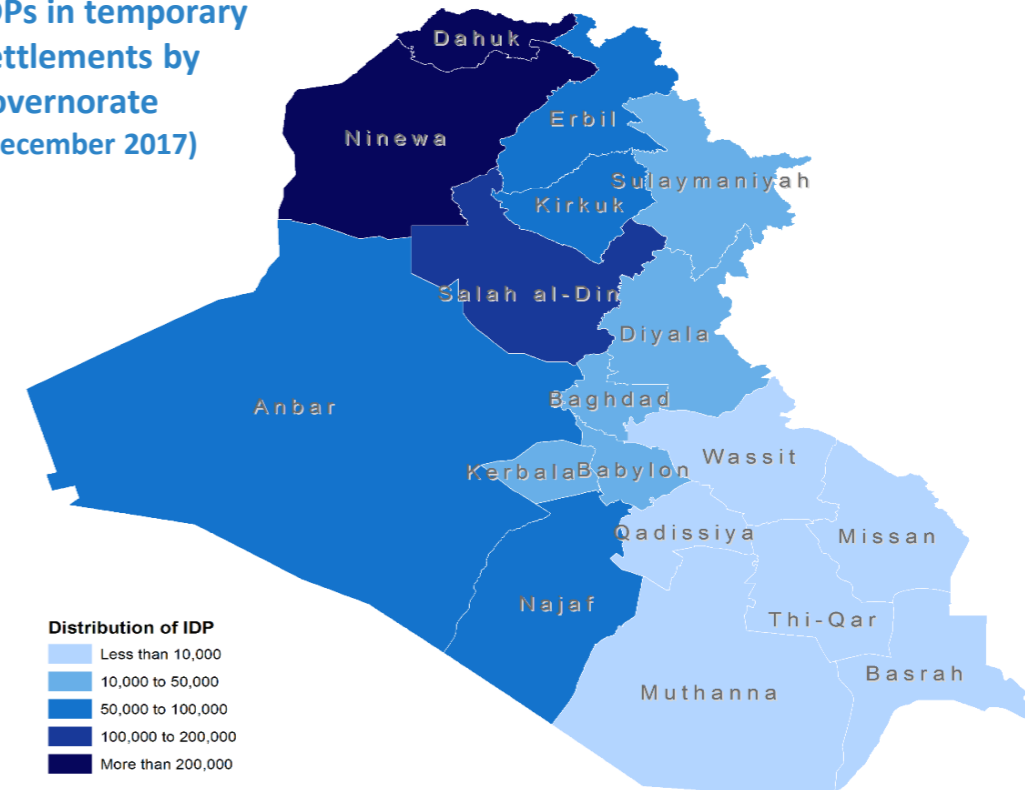 DPs in temporary
ettlements by
overnorate
ecember 2017)
Dahuk
Ninewa
Erbil
Sulaymaniyah
Kirkuk
Salah al-Din
Diyala
Anbar
Baghdad
Wassit
Kerbala
Babylon
Qadissiya
Missan
Najaf
Thi-Qar
Basrah
Muthanna
Distribution of IDP
Less than 10,000
10,000 to 50,000
50,000 to 100,000
100,000 to 200,000
More than 200,000